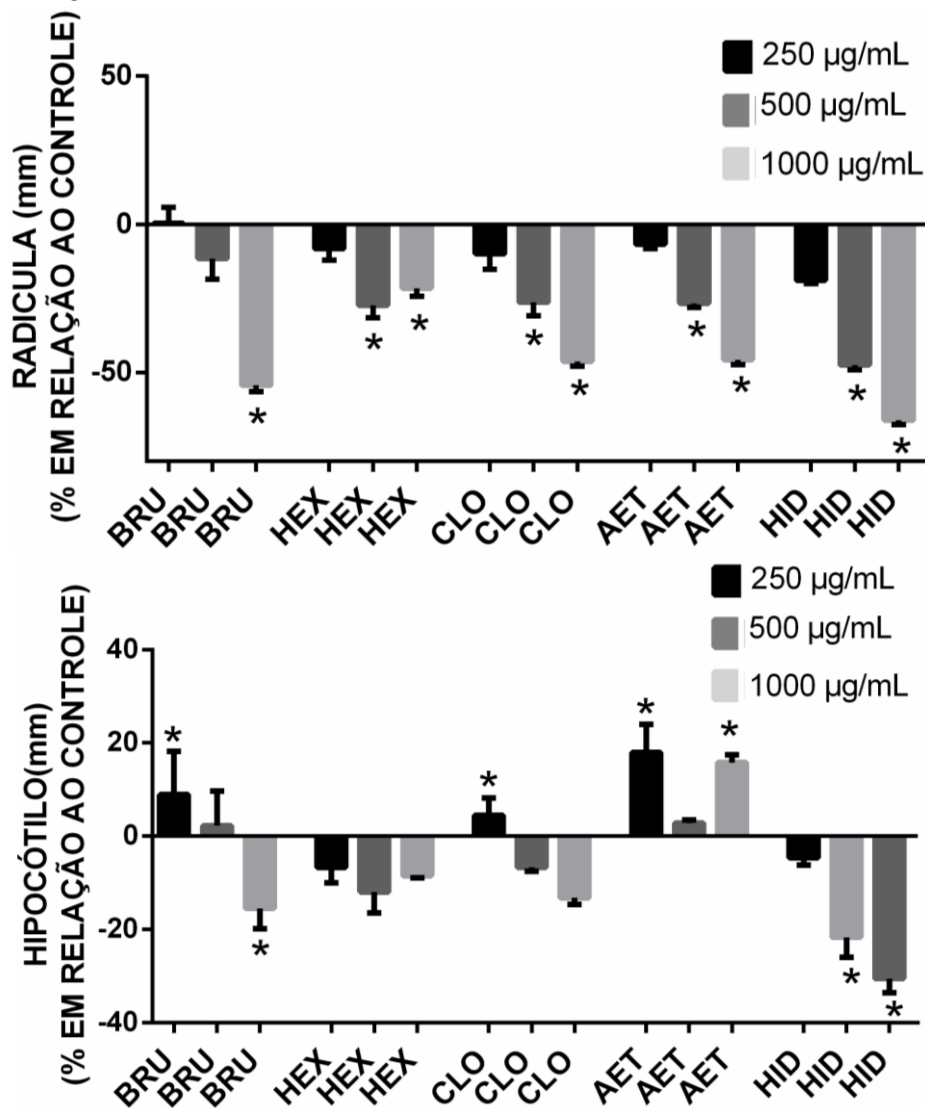 RADICULA (mm)
(% EM RELAÇÃO AO CONTROLE)
50
0
-50
250 µg/mL
500 µg/mL
1000 µg/mL
* * * * * * * * *
BRU BRU BRU HEX HEX HEX CLO CLO CLO AET AET AET HID HID HID
HIPOCÓTILO(mm)
(% EM RELAÇÃO AO CONTROLE)
40
20
0
-20
-40
250 µg/mL
500 µg/mL
1000 µg/mL
* * * * * * *
BRU BRU BRU HEX HEX HEX CLO CLO CLO AET AET AET HID HID HID